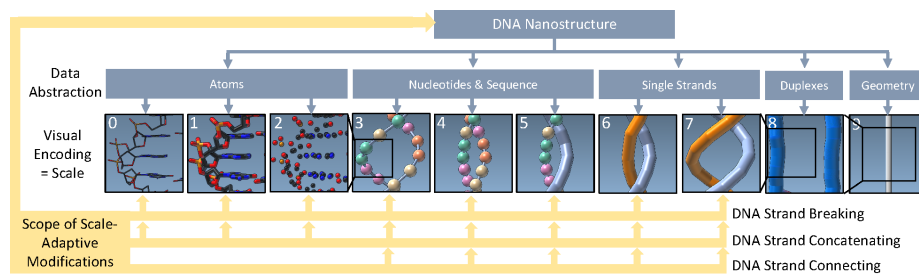 DNA Nanostructure
Data
Abstraction
Atoms
Nucleotides & Sequence
Single Strands
Duplexes
Geometry
Visual
Encoding
= Scale
0
1
2
3
4
5
6
7
8
9
Scope of Scale-
Adaptive
Modifications
DNA Strand Breaking
DNA Strand Concatenating
DNA Strand Connecting